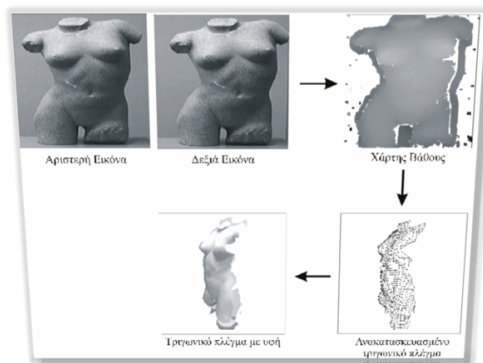 Αριστερή Εικόνα
Δεξιά Εικόνα
Χάρτης Βάθους
Τριγωνικό πλέγμα με υφή
Ανακατασκευασμένο
τριγωνικό πλέγμα